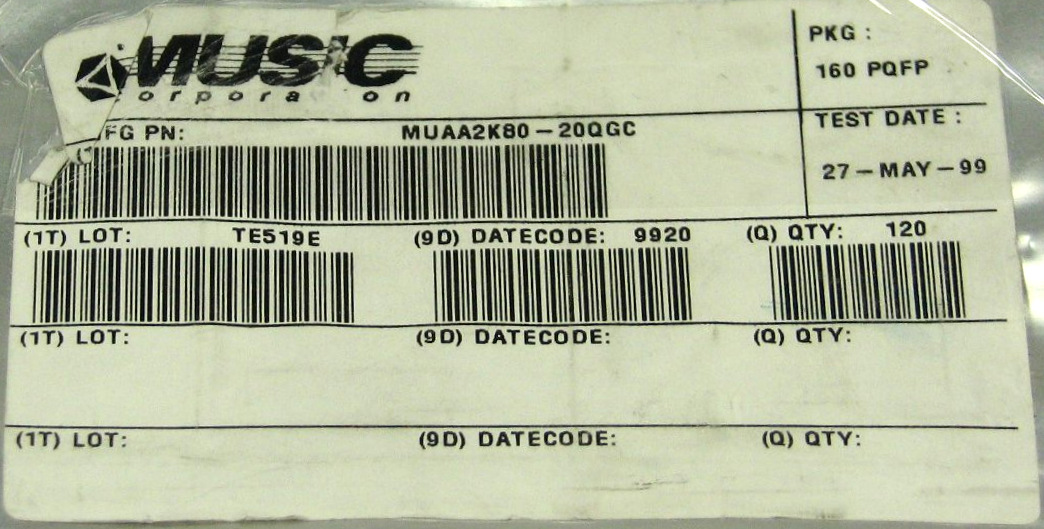 MUSIC
orpora on
PKG :
160 PQFP
FG PN: MUAA2K80-20QGC
TEST DATE :
27-MAY-99
(1T) LOT: TE519E (9D) DATECODE: 9920 (Q) QTY: 120
(1T) LOT: (9D) DATECODE: (Q) QTY:
(1T) LOT: (9D) DATECODE: (Q) QTY: